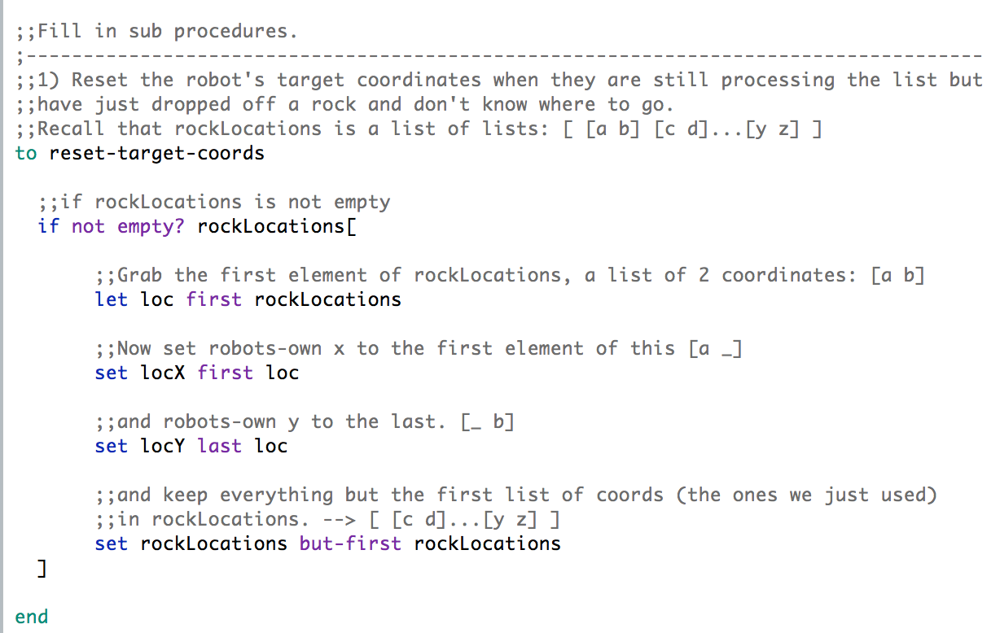 ;;Fill in sub procedures.
;------------------------------------------------------------------------------------
;;1) Reset the robot's target coordinates when they are still processing the list but
;;have just dropped off a rock and don't know where to go.
;;Recall that rockLocations is a list of lists: [ [a b] [c d]...[y z] ]
to reset-target-coords
;;if rockLocations is not empty
if not empty? rockLocations[
;;Grab the first element of rockLocations, a list of 2 coordinates: [a b]
let loc first rockLocations
;;Now set robots-own x to the first element of this [a _]
set locX first loc
;;and robots-own y to the last. [_ b]
set locY last loc
;;and keep everything but the first list of coords (the ones we just used)
;;in rockLocations. --> [ [c d]...[y z] ]
set rockLocations but-first rockLocations
]
end